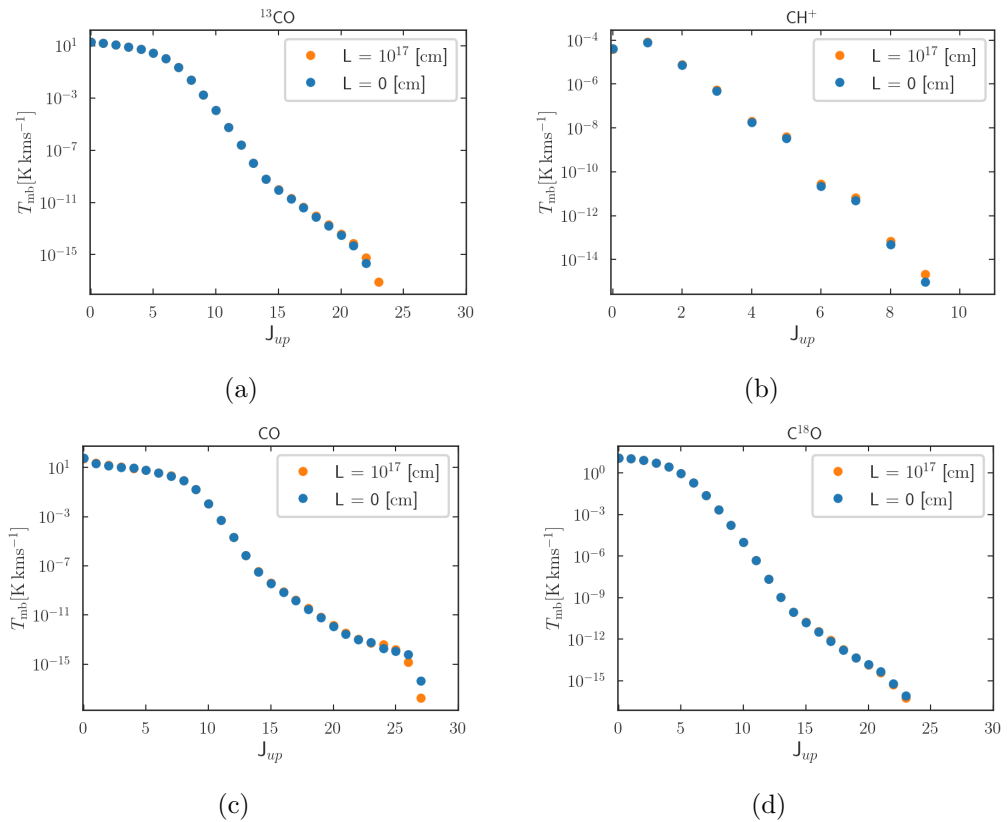 ¹³CO
10¹
10⁻³
10⁻⁷
10⁻¹¹
10⁻¹⁵
T_mb[K kms⁻¹]
L = 10¹⁷ [cm]
L = 0 [cm]
0 5 10 15 20 25 30
J_up
(a)
CH⁺
10⁻⁴
10⁻⁶
10⁻⁸
10⁻¹⁰
10⁻¹²
10⁻¹⁴
T_mb[K kms⁻¹]
L = 10¹⁷ [cm]
L = 0 [cm]
0 2 4 6 8 10
J_up
(b)
CO
10¹
10⁻³
10⁻⁷
10⁻¹¹
10⁻¹⁵
T_mb[K kms⁻¹]
L = 10¹⁷ [cm]
L = 0 [cm]
0 5 10 15 20 25 30
J_up
(c)
C¹⁸O
10⁰
10⁻³
10⁻⁶
10⁻⁹
10⁻¹²
10⁻¹⁵
T_mb[K kms⁻¹]
L = 10¹⁷ [cm]
L = 0 [cm]
0 5 10 15 20 25 30
J_up
(d)